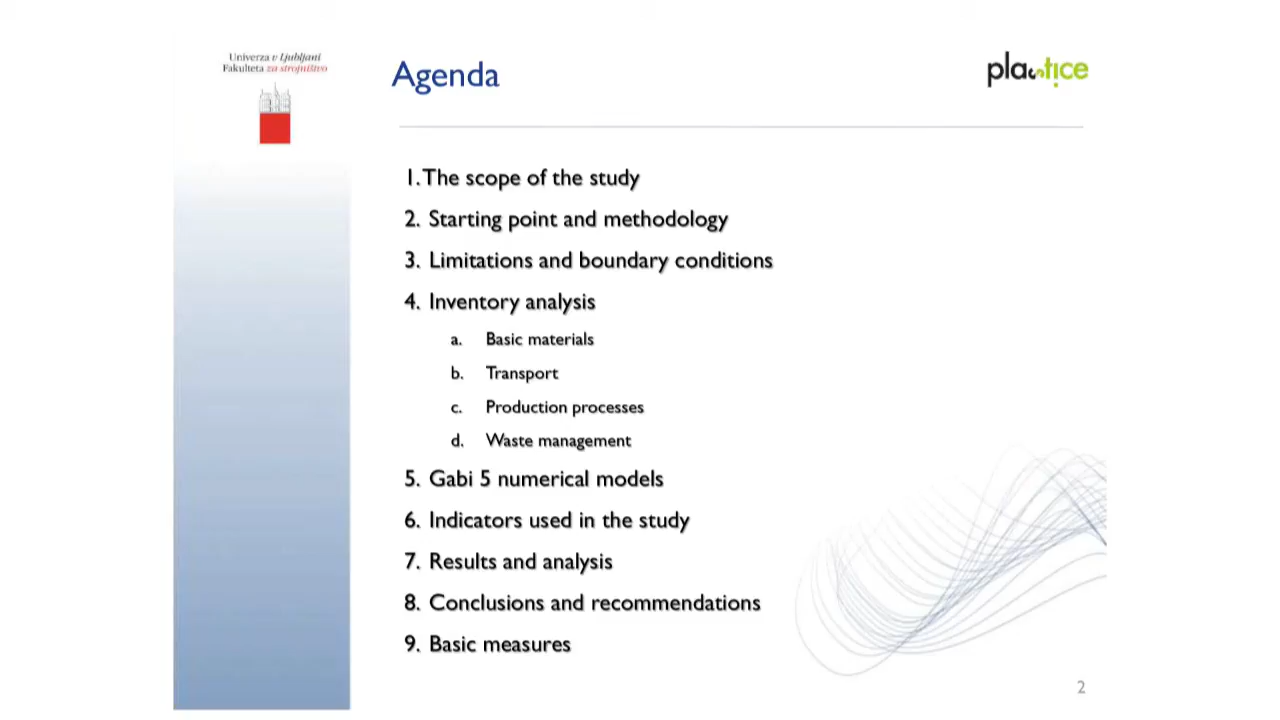 Univerza v Ljubljani
Fakulteta za strojništvo
Agenda
plastice
1.The scope of the study
2. Starting point and methodology
3. Limitations and boundary conditions
4. Inventory analysis
a. Basic materials
b. Transport
c. Production processes
d. Waste management
5. Gabi 5 numerical models
6. Indicators used in the study
7. Results and analysis
8. Conclusions and recommendations
9. Basic measures
2